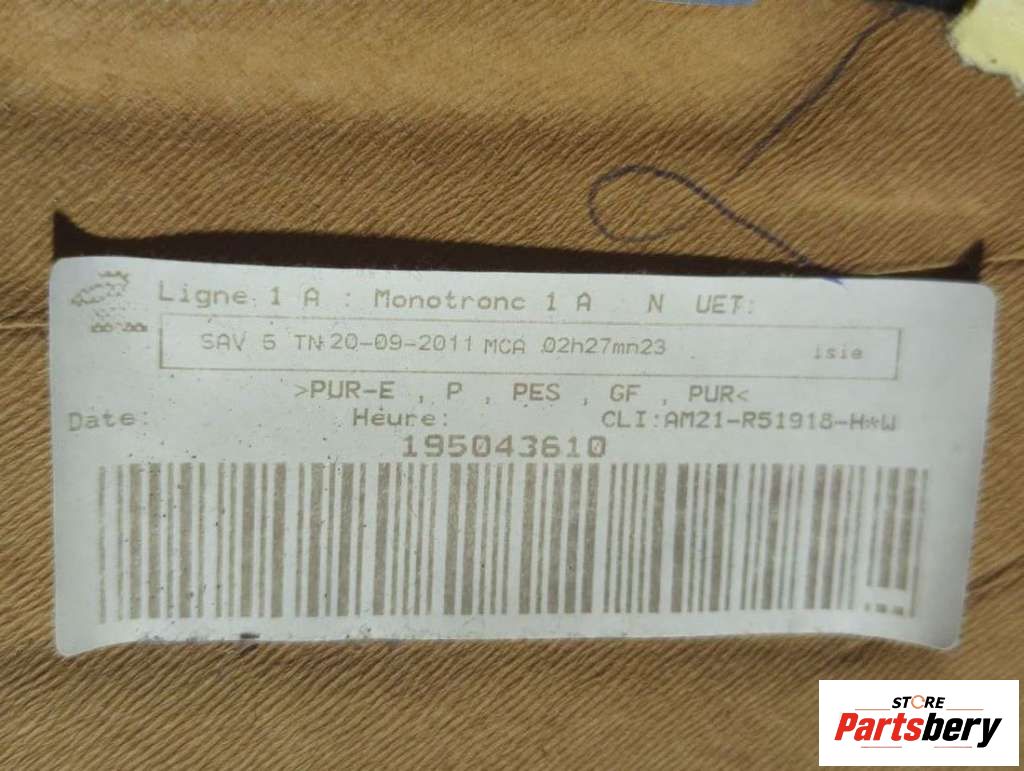 Ligne 1 A : Monotronc 1 A N UET:
SAV 5 TN 20-09-2011 MCA 02h27mn23 isie
>PUR-E , P , PES , GF , PUR<
Date: Heure: CLI:AM21-R51918-H*W
195043610
STORE
Partsbery